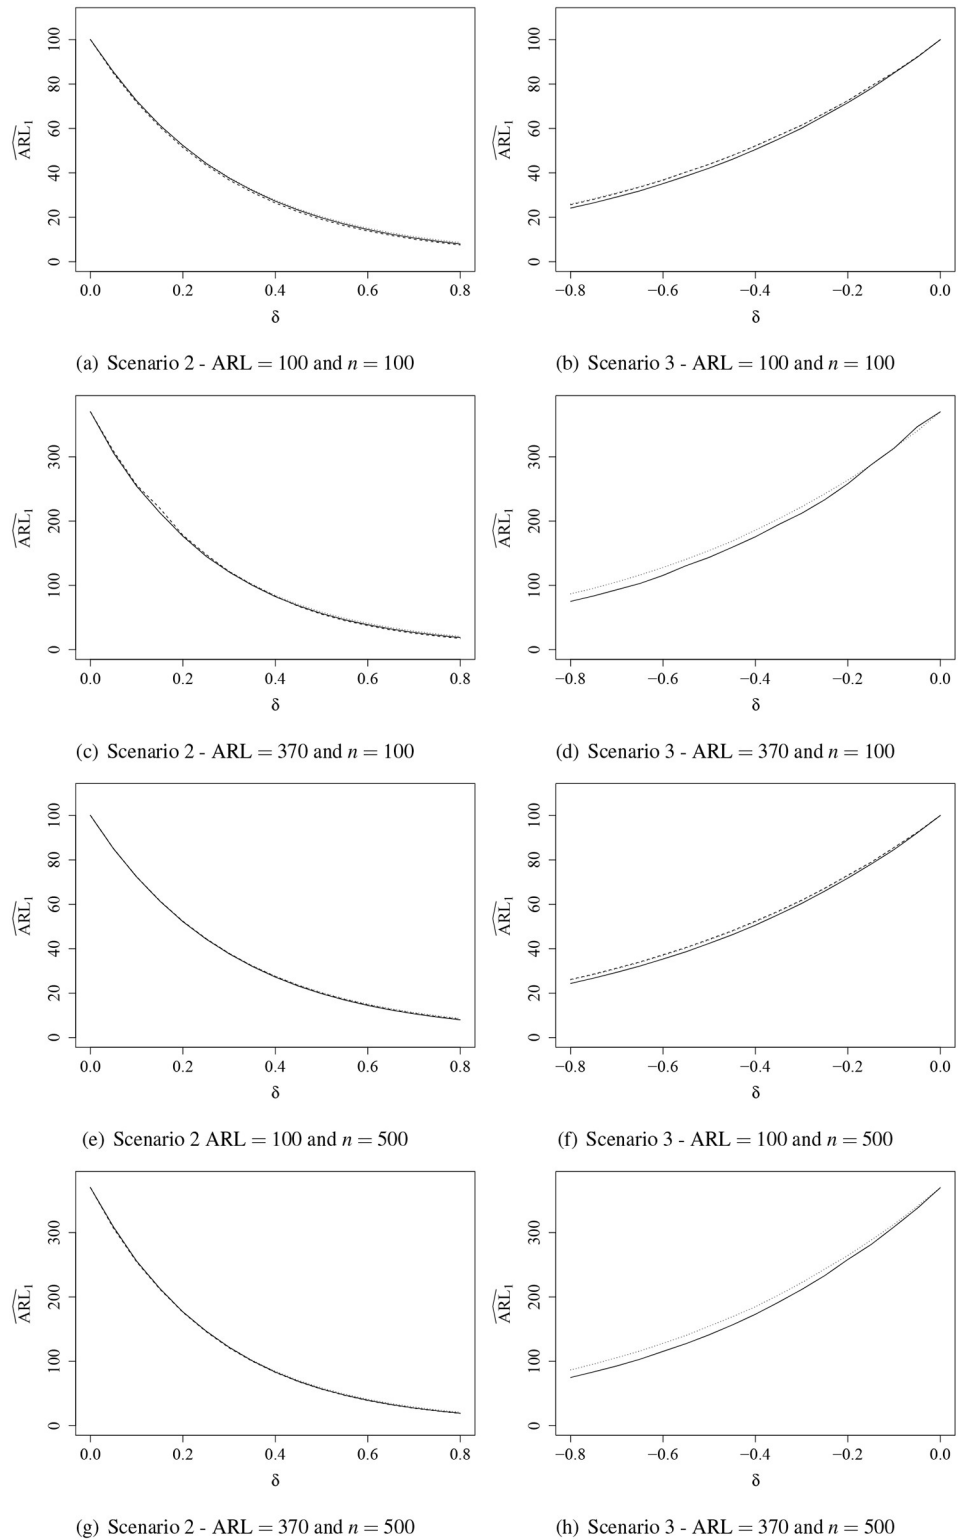 100
80
60
40
20
0
ARL1
0.0 0.2 0.4 0.6 0.8
δ
(a) Scenario 2 - ARL = 100 and n = 100
100
80
60
40
20
0
ARL1
−0.8 −0.6 −0.4 −0.2 0.0
δ
(b) Scenario 3 - ARL = 100 and n = 100
300
200
100
0
ARL1
0.0 0.2 0.4 0.6 0.8
δ
(c) Scenario 2 - ARL = 370 and n = 100
300
200
100
0
ARL1
−0.8 −0.6 −0.4 −0.2 0.0
δ
(d) Scenario 3 - ARL = 370 and n = 100
100
80
60
40
20
0
ARL1
0.0 0.2 0.4 0.6 0.8
δ
(e) Scenario 2 ARL = 100 and n = 500
100
80
60
40
20
0
ARL1
−0.8 −0.6 −0.4 −0.2 0.0
δ
(f) Scenario 3 - ARL = 100 and n = 500
300
200
100
0
ARL1
0.0 0.2 0.4 0.6 0.8
δ
(g) Scenario 2 - ARL = 370 and n = 500
300
200
100
0
ARL1
−0.8 −0.6 −0.4 −0.2 0.0
δ
(h) Scenario 3 - ARL = 370 and n = 500